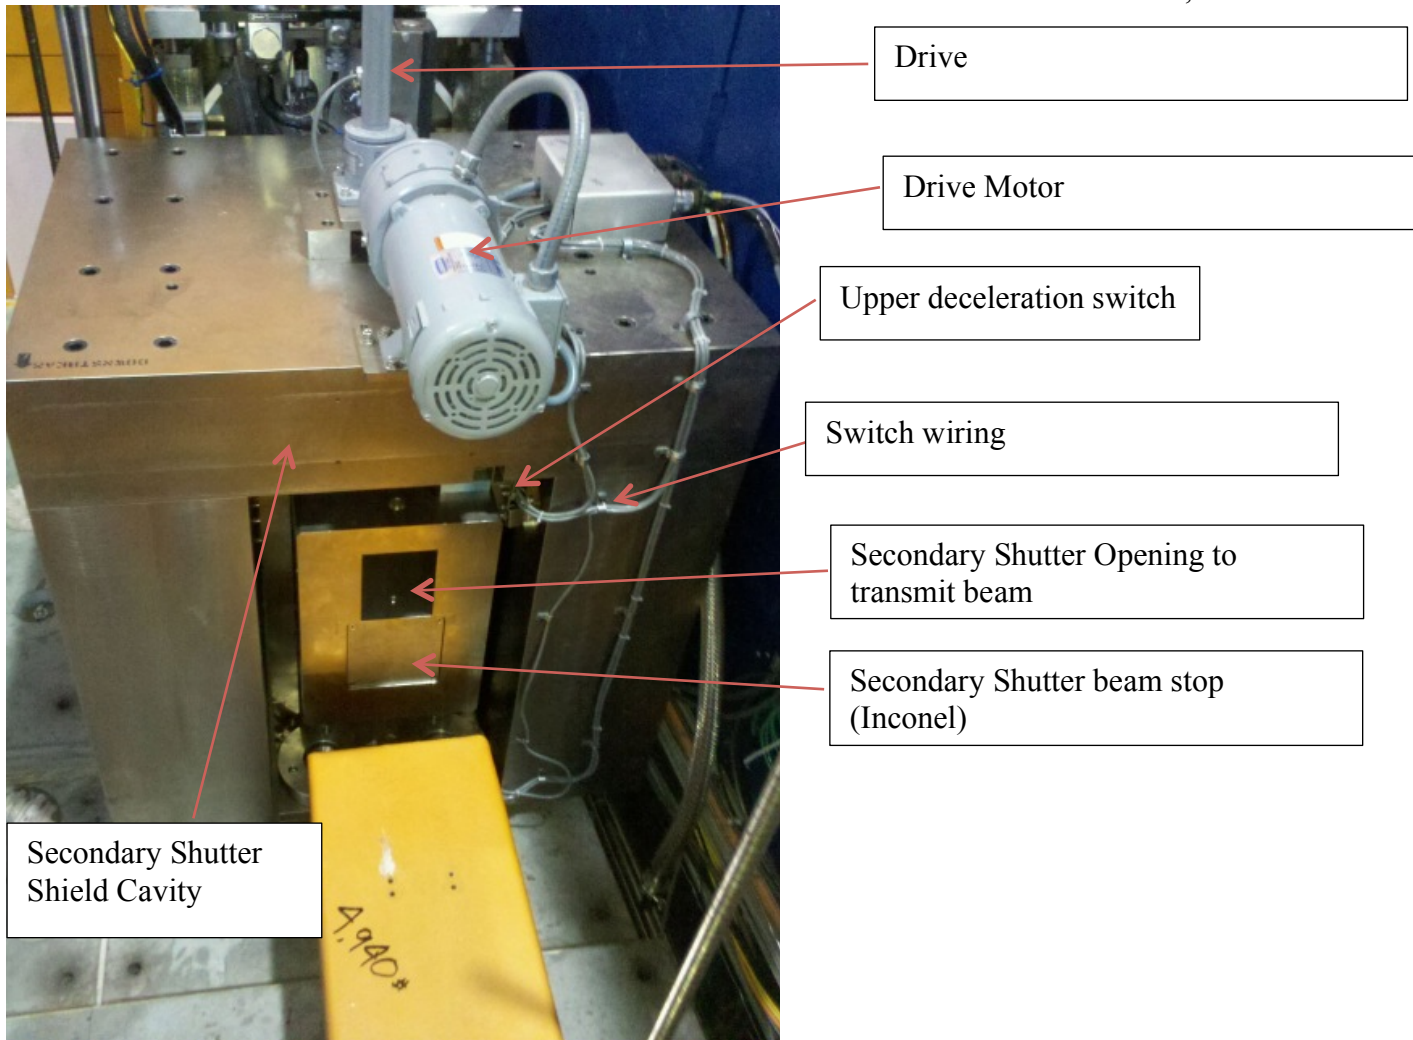 Drive
Drive Motor
Upper deceleration switch
Switch wiring
Secondary Shutter Opening to
transmit beam
Secondary Shutter beam stop
(Inconel)
Secondary Shutter
Shield Cavity
DOWNSTREAM
4,940#